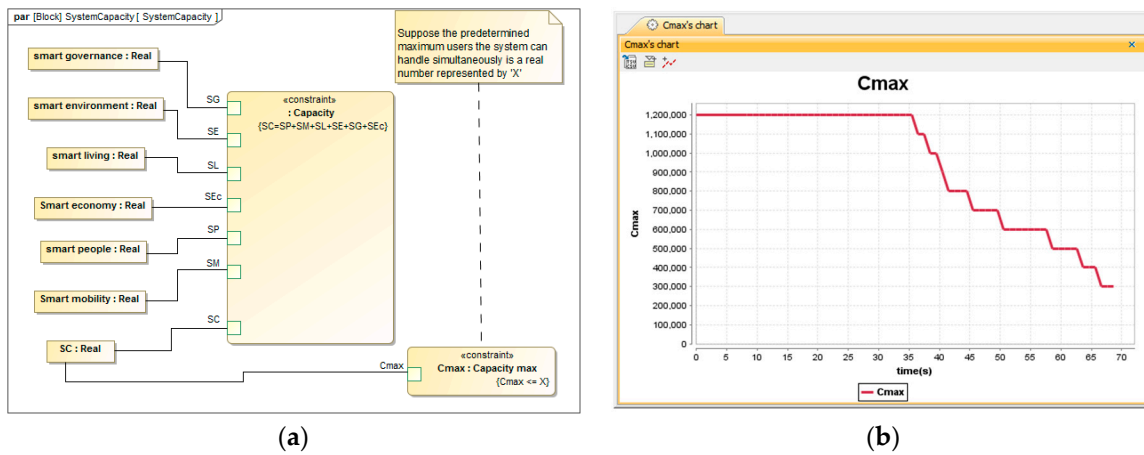 par [Block] SystemCapacity [ SystemCapacity ]
Suppose the predetermined
maximum users the system can
handle simultaneously is a real
number represented by 'X'
smart governance : Real
smart environment : Real
smart living : Real
Smart economy : Real
smart people : Real
Smart mobility : Real
SC : Real
SG
SE
SL
SEc
SP
SM
SC
«constraint»
: Capacity
{SC=SP+SM+SL+SE+SG+SEc}
Cmax
«constraint»
Cmax : Capacity max
{Cmax <= X}
(a)
Cmax's chart
Cmax's chart
Cmax
Cmax
1,200,000
1,100,000
1,000,000
900,000
800,000
700,000
600,000
500,000
400,000
300,000
200,000
100,000
0
0 5 10 15 20 25 30 35 40 45 50 55 60 65 70
time(s)
Cmax
(b)